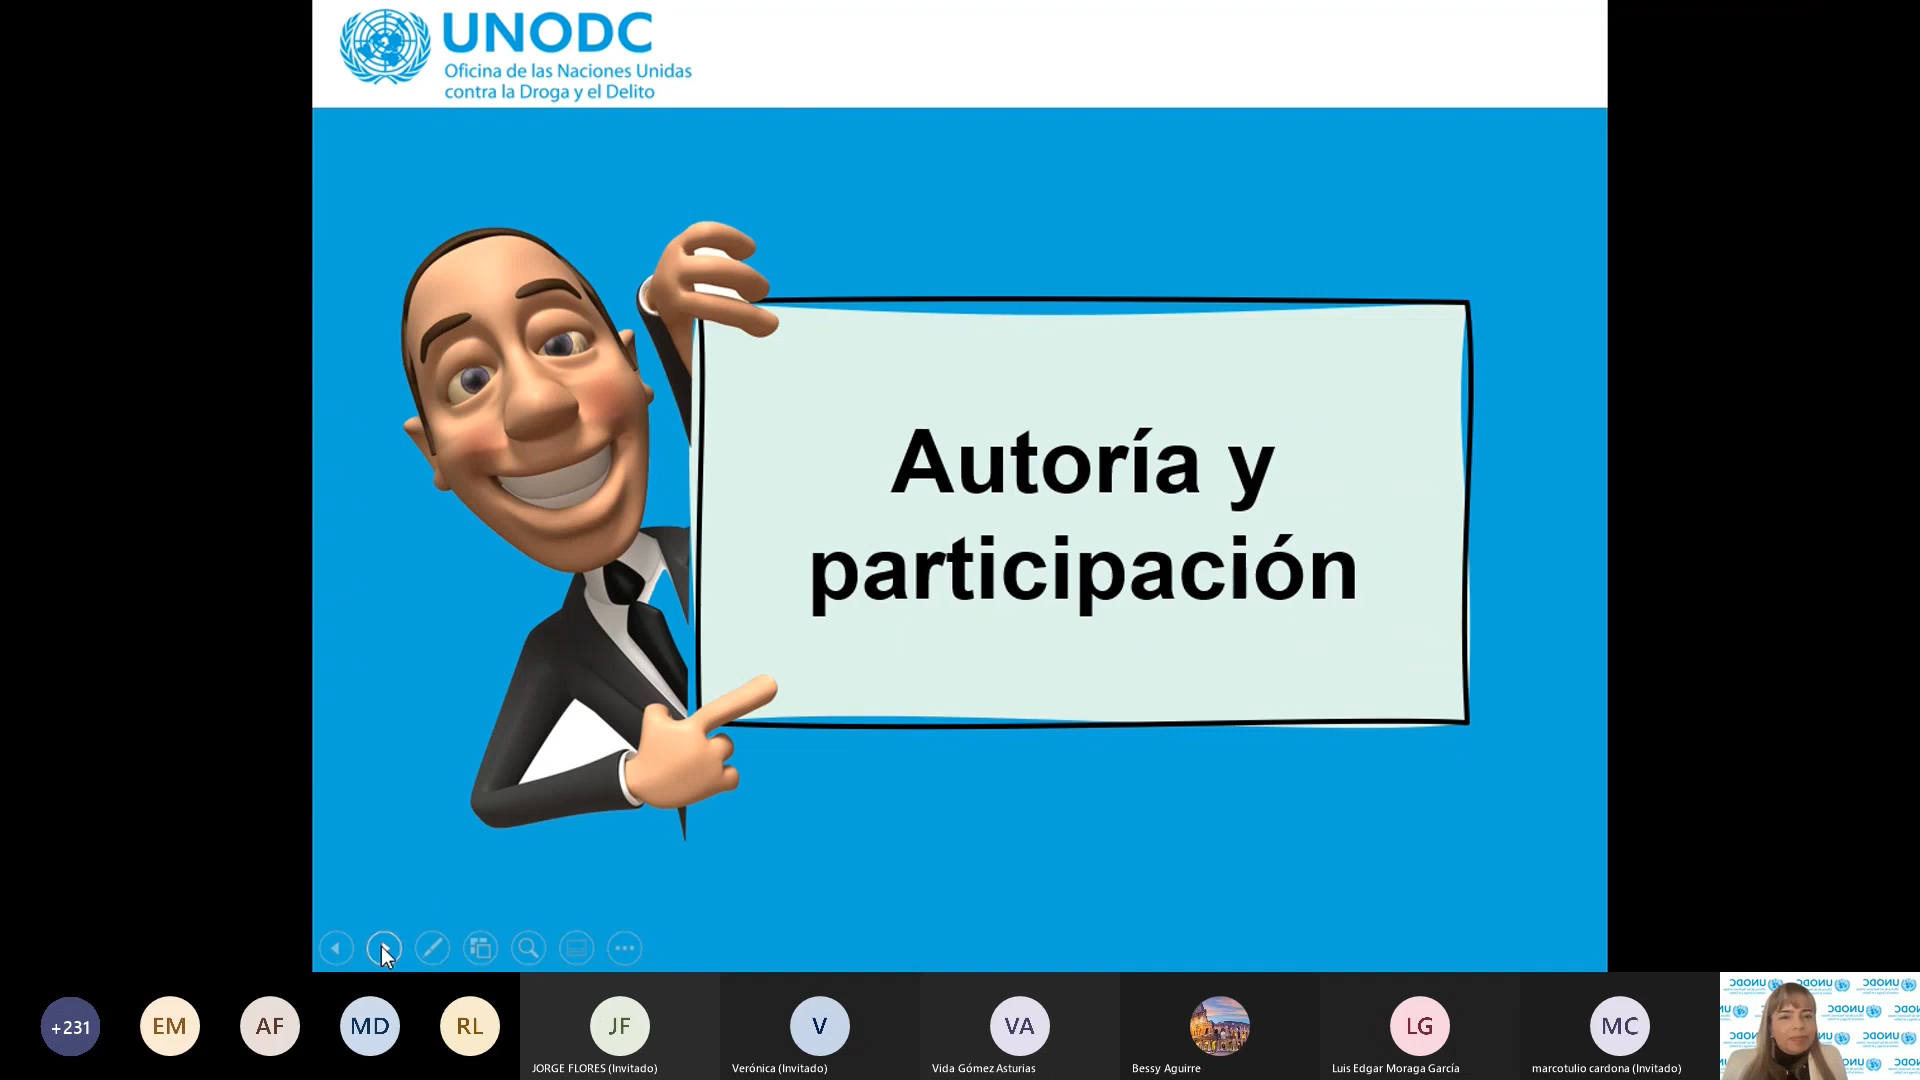 UNODC
Oficina de las Naciones Unidas
contra la Droga y el Delito
Autoría y
participación
+231
EM
AF
MD
RL
JF
V
VA
LG
MC
JORGE FLORES (Invitado)
Verónica (Invitado)
Vida Gómez Asturias
Bessy Aguirre
Luis Edgar Moraga García
marcotulio cardona (Invitado)